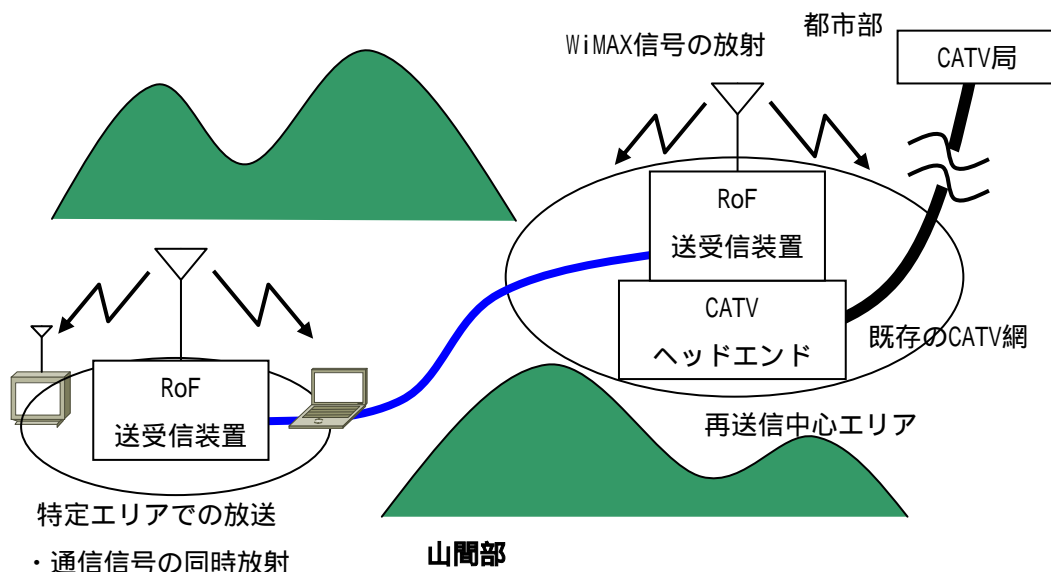 都市部
CATV局
WiMAX信号の放射
RoF
送受信装置
CATV
ヘッドエンド
既存のCATV網
再送信中心エリア
RoF
送受信装置
特定エリアでの放送
・通信信号の同時放射
山間部